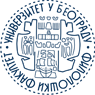 УНИВЕРЗИТЕТ У БЕОГРАДУ
ФИЛОЛОШКИ ФАКУЛТЕТ